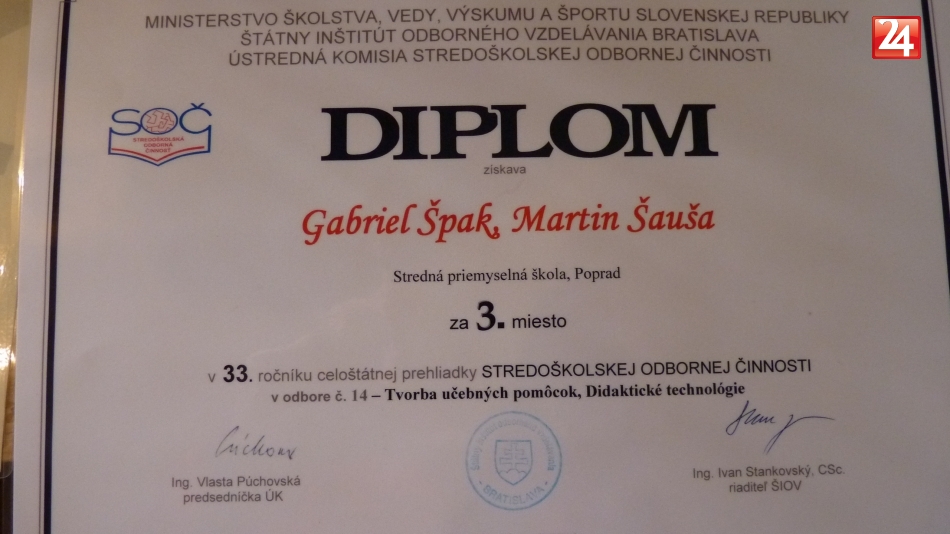 MINISTERSTVO ŠKOLSTVA, VEDY, VÝSKUMU A ŠPORTU SLOVENSKEJ REPUBLIKY
ŠTÁTNY INŠTITÚT ODBORNÉHO VZDELÁVANIA BRATISLAVA
ÚSTREDNÁ KOMISIA STREDOŠKOLSKEJ ODBORNEJ ČINNOSTI
24
SOČ
STREDOŠKOLSKÁ
ODBORNÁ
ČINNOSŤ
DIPLOM
získava
Gabriel Špak, Martin Šauša
Stredná priemyselná škola, Poprad
za 3. miesto
v 33. ročníku celoštátnej prehliadky STREDOŠKOLSKEJ ODBORNEJ ČINNOSTI
v odbore č. 14 – Tvorba učebných pomôcok, Didaktické technológie
Ing. Vlasta Púchovská
predsedníčka ÚK
- BRATISLAVA -
Ing. Ivan Stankovský, CSc.
riaditeľ ŠIOV